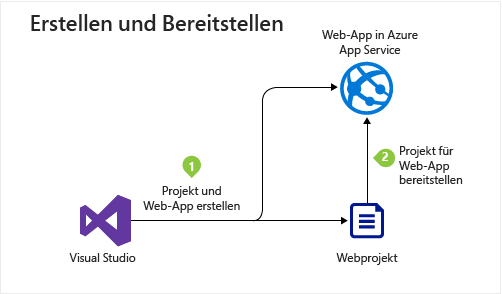 Erstellen und Bereitstellen
Web-App in Azure
App Service
1
Projekt und
Web-App erstellen
2
Projekt für
Web-App
bereitstellen
Visual Studio
Webprojekt